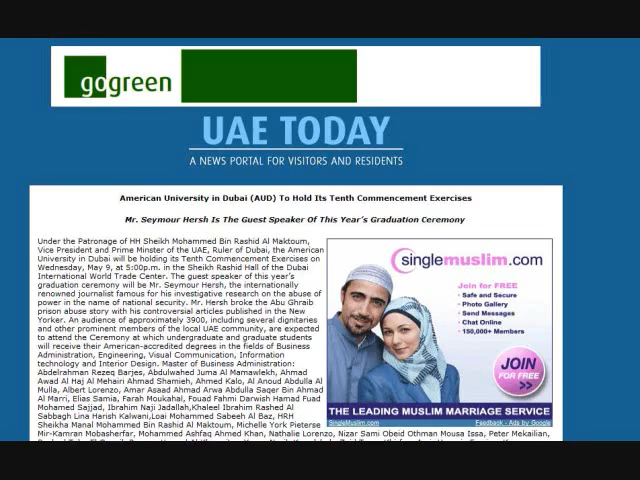 gogreen
UAE TODAY
A NEWS PORTAL FOR VISITORS AND RESIDENTS
American University in Dubai (AUD) To Hold Its Tenth Commencement Exercises
Mr. Seymour Hersh Is The Guest Speaker Of This Year's Graduation Ceremony
Under the Patronage of HH Sheikh Mohammed Bin Rashid Al Maktoum,
Vice President and Prime Minster of the UAE, Ruler of Dubai, the American
University in Dubai will be holding its Tenth Commencement Exercises on
Wednesday, May 9, at 5:00p.m. in the Sheikh Rashid Hall of the Dubai
International World Trade Center. The guest speaker of this year's
graduation ceremony will be Mr. Seymour Hersh, the internationally
renowned journalist famous for his investigative research on the abuse of
power in the name of national security. Mr. Hersh broke the Abu Ghraib
prison abuse story with his controversial articles published in the New
Yorker. An audience of approximately 3900, including several dignitaries
and other prominent members of the local UAE community, are expected
to attend the Ceremony at which undergraduate and graduate students
will receive their American-accredited degrees in the fields of Business
Administration, Engineering, Visual Communication, Information
technology and Interior Design. Master of Business Administration:
Abdelrahman Rezeq Barjes, Abdulwahed Juma Al Mamawlekh, Ahmad
Awad Al Haj Al Mehairi Ahmad Shamieh, Ahmed Kalo, Al Anoud Abdulla Al
Mulla, Albert Lorenzo, Amar Asaad Ahmad Arwa Abdulla Saqer Bin Ahmad
Al Marri, Elias Samia, Farah Moukahal, Fouad Fahmi Darwish Hamad Fuad
Mohamed Sajjad, Ibrahim Naji Jadallah,Khaleel Ibrahim Rashed Al
Sabbagh Lina Harish Kalwani,Loai Mohammed Sabeeh Al Baz, HRH
Sheikha Manal Mohammed Bin Rashid Al Maktoum, Michelle York Pieterse
Mir-Kamran Mobasherfar, Mohammed Ashfaq Ahmed Khan, Nathalie Lorenzo, Nizar Sami Obeid Othman Mousa Issa, Peter Mekailian,
singlemuslim.com
Join for FREE
- Safe and Secure
- Photo Gallery
- Send Messages
- Chat Online
- 150,000+ Members
JOIN
FOR FREE
>>
THE LEADING MUSLIM MARRIAGE SERVICE
SingleMuslim.com
Feedback - Ads by Google